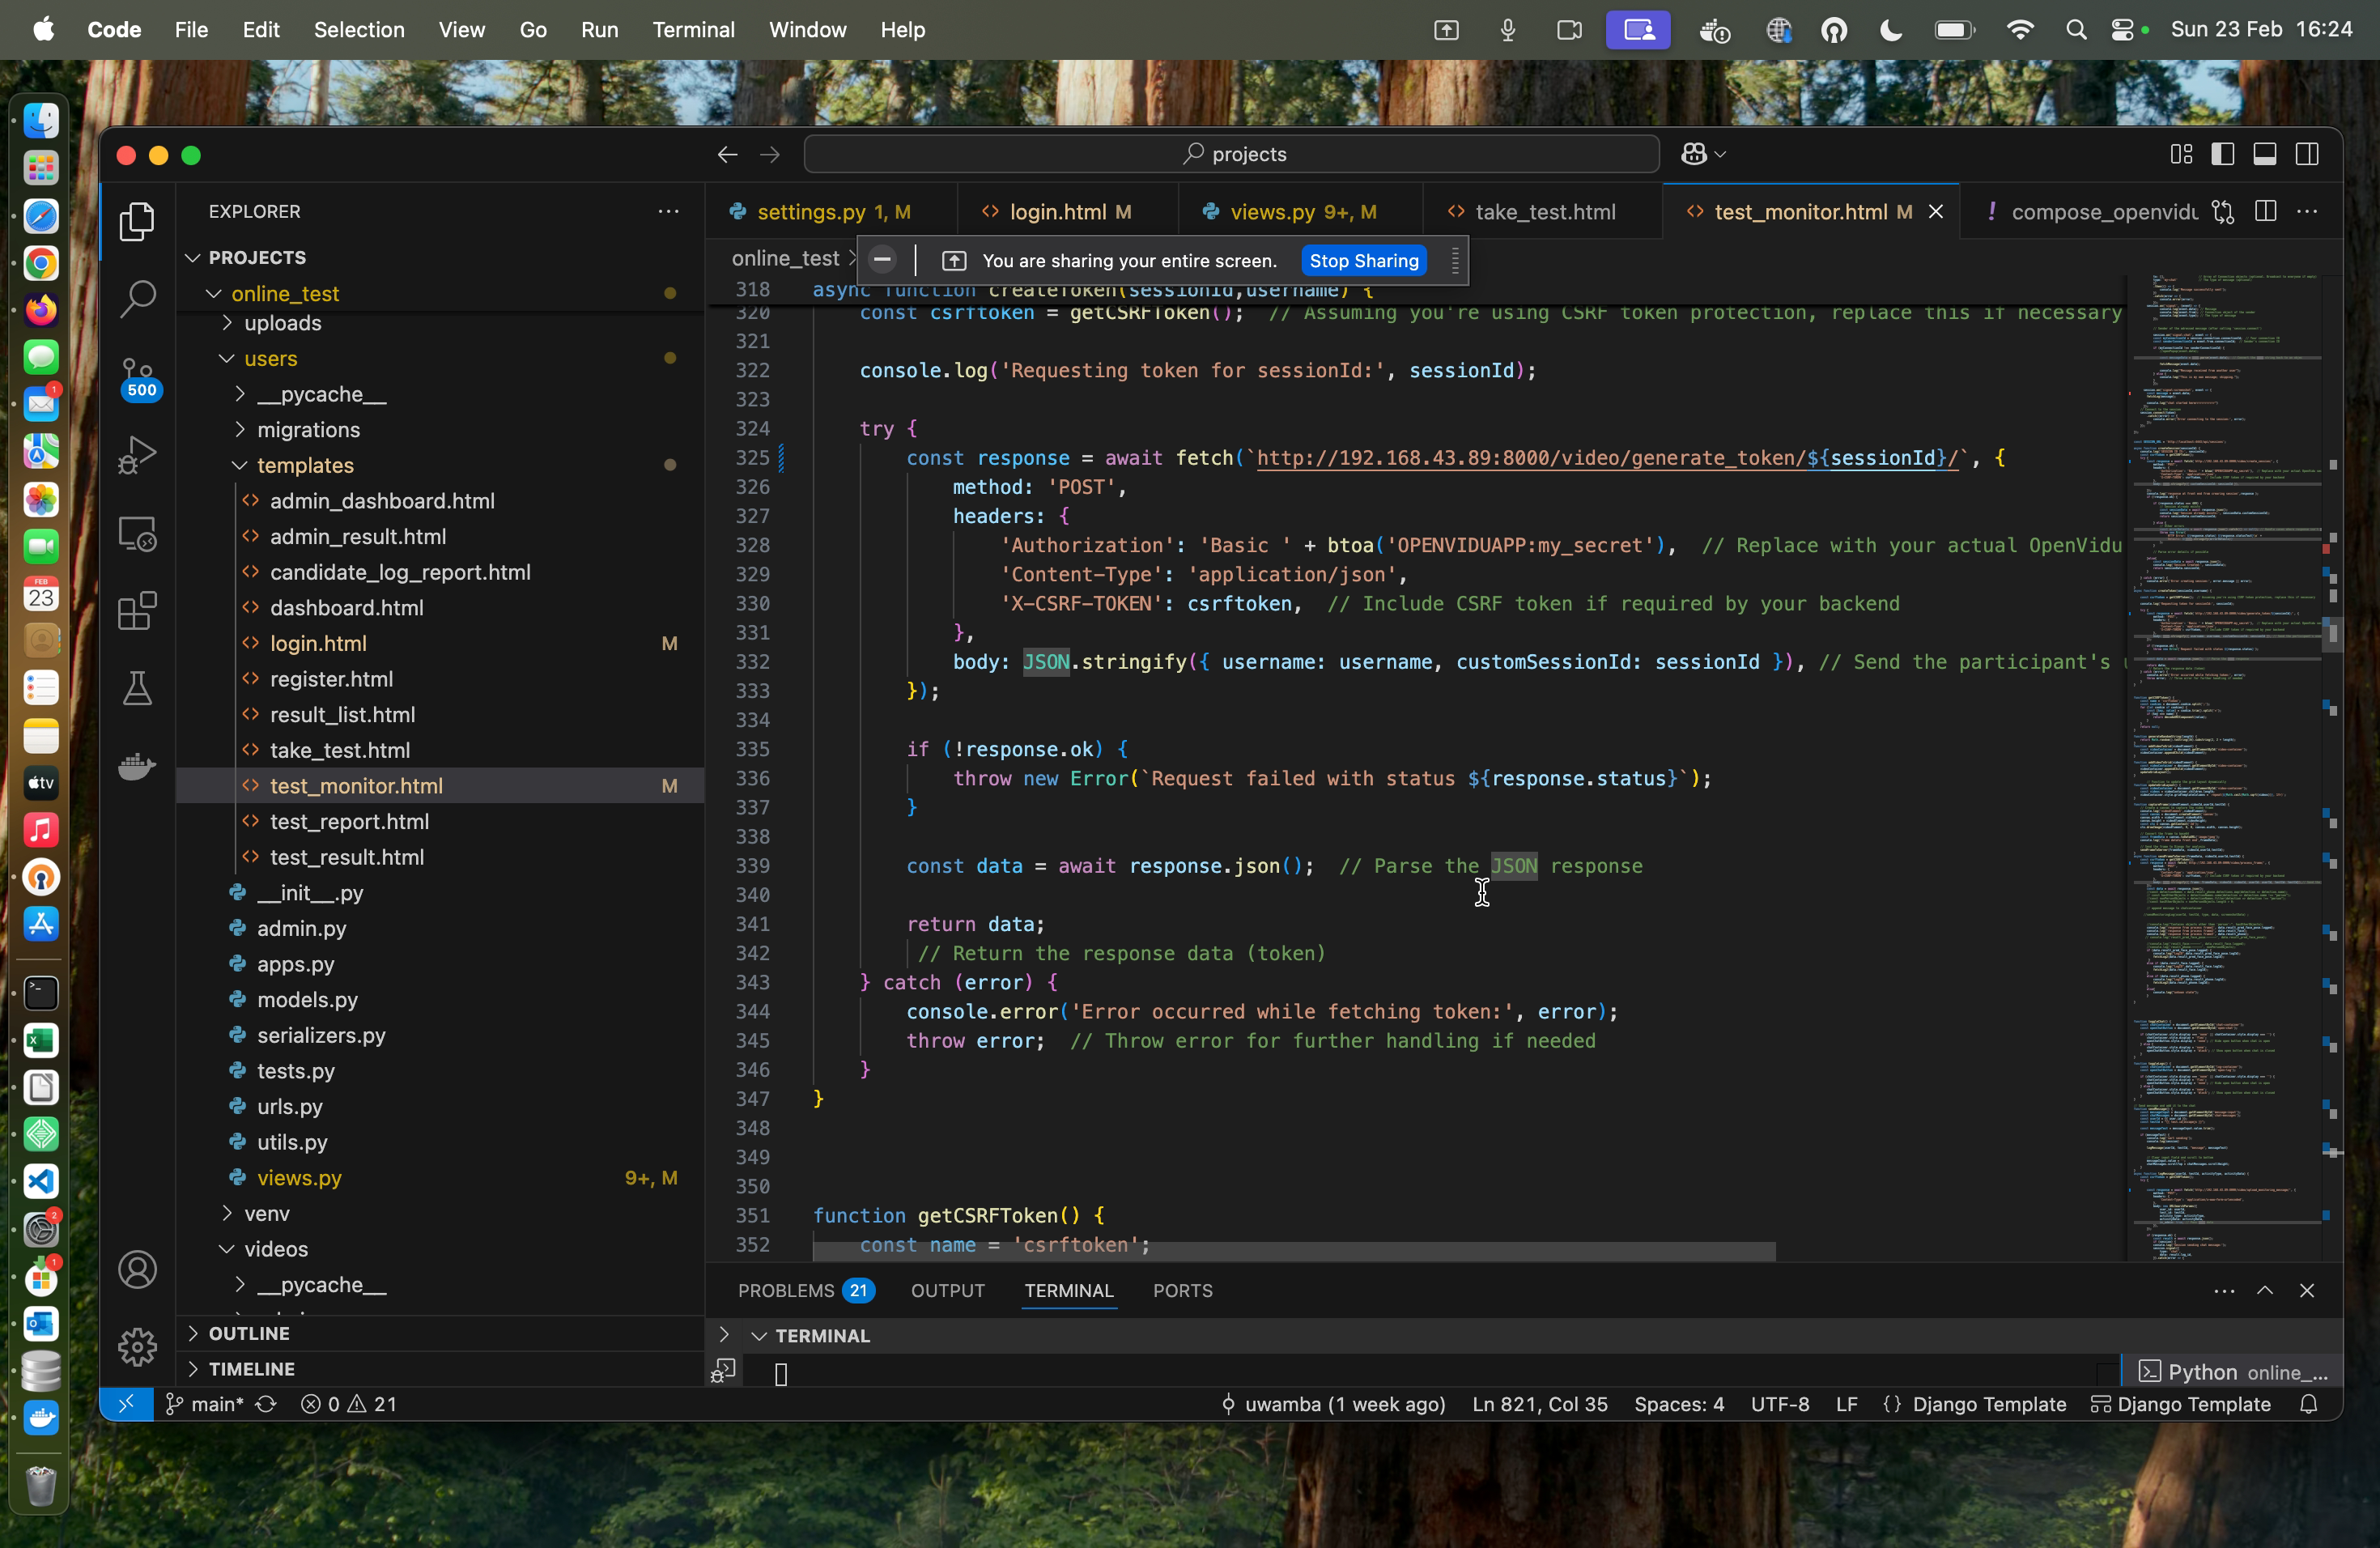 Code File Edit Selection View Go Run Terminal Window Help Sun 23 Feb 16:24
projects
EXPLORER
PROJECTS
online_test
uploads
users
__pycache__
migrations
templates
admin_dashboard.html
admin_result.html
candidate_log_report.html
dashboard.html
login.html M
register.html
result_list.html
take_test.html
test_monitor.html M
test_report.html
test_result.html
__init__.py
admin.py
apps.py
models.py
serializers.py
tests.py
urls.py
utils.py
views.py 9+, M
venv
videos
__pycache__
OUTLINE
TIMELINE
500
FEB
23
tv
1
2
1
settings.py 1, M login.html M views.py 9+, M take_test.html test_monitor.html M compose_openvidu
online_test >
You are sharing your entire screen. Stop Sharing
318 async function createToken(sessionId,username) {
320 const csrftoken = getCSRFToken(); // Assuming you're using CSRF token protection, replace this if necessary
321
322 console.log('Requesting token for sessionId:', sessionId);
323
324 try {
325 const response = await fetch(`http://192.168.43.89:8000/video/generate_token/${sessionId}/`, {
326 method: 'POST',
327 headers: {
328 'Authorization': 'Basic ' + btoa('OPENVIDUAPP:my_secret'), // Replace with your actual OpenVidu
329 'Content-Type': 'application/json',
330 'X-CSRF-TOKEN': csrftoken, // Include CSRF token if required by your backend
331 },
332 body: JSON.stringify({ username: username, customSessionId: sessionId }), // Send the participant's
333 });
334
335 if (!response.ok) {
336 throw new Error(`Request failed with status ${response.status}`);
337 }
338
339 const data = await response.json(); // Parse the JSON response
340
341 return data;
342 // Return the response data (token)
343 } catch (error) {
344 console.error('Error occurred while fetching token:', error);
345 throw error; // Throw error for further handling if needed
346 }
347 }
348
349
350
351 function getCSRFToken() {
352 const name = 'csrftoken';
PROBLEMS 21 OUTPUT TERMINAL PORTS
TERMINAL
Python online_...
main* 0 21 uwamba (1 week ago) Ln 821, Col 35 Spaces: 4 UTF-8 LF {} Django Template Django Template